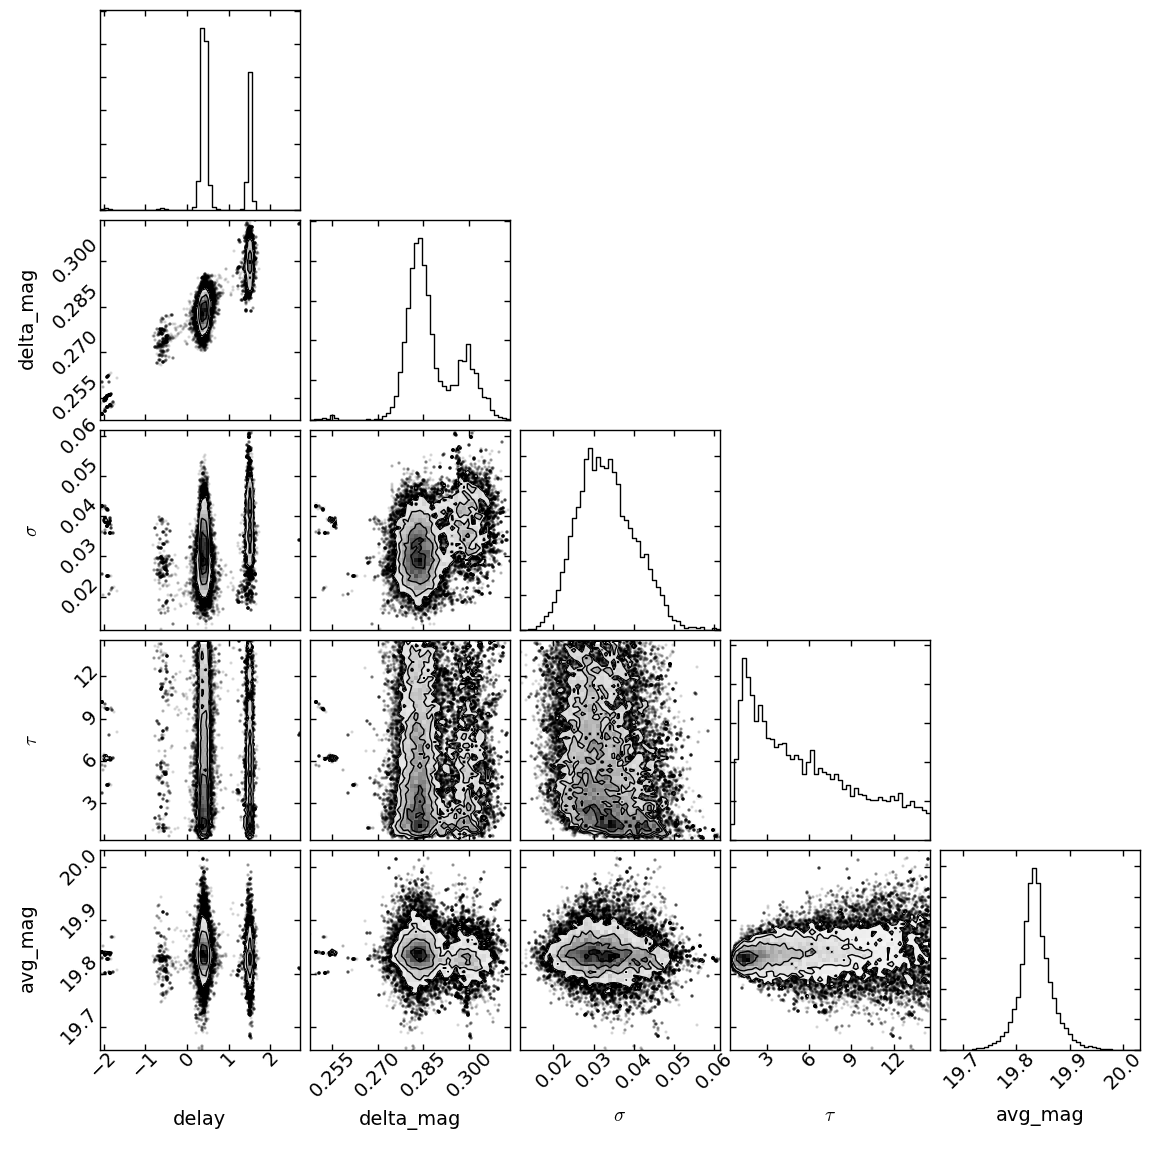 delta_mag
0.300
0.285
0.270
0.255
σ
0.06
0.05
0.04
0.03
0.02
τ
12
9
6
3
avg_mag
20.0
19.9
19.8
19.7
−2 −1 0 1 2
0.255 0.270 0.285 0.300
0.02 0.03 0.04 0.05 0.06
3 6 9 12
19.7 19.8 19.9 20.0
delay delta_mag σ τ avg_mag